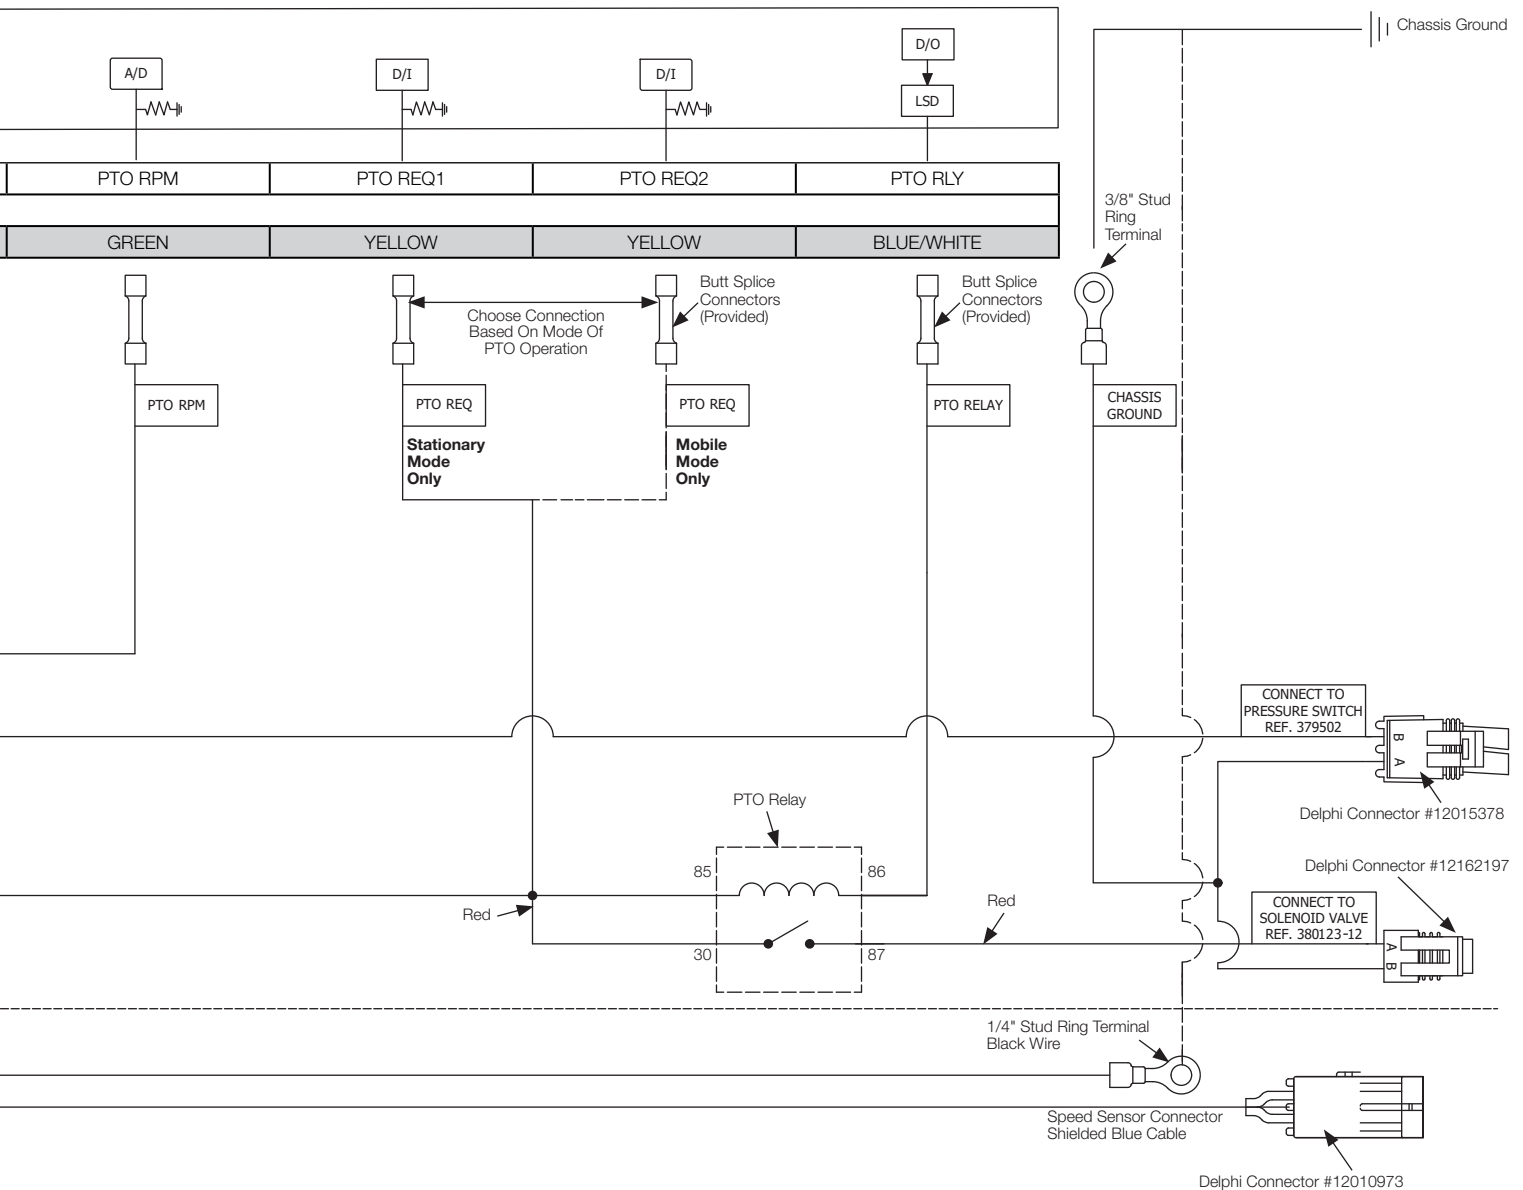 Chassis Ground
D/O
A/D
D/I
D/I
LSD
PTO RPM
PTO REQ1
PTO REQ2
PTO RLY
3/8" Stud
Ring
Terminal
GREEN
YELLOW
YELLOW
BLUE/WHITE
Choose Connection
Based On Mode Of
PTO Operation
Butt Splice
Connectors
(Provided)
Butt Splice
Connectors
(Provided)
PTO RPM
PTO REQ
PTO REQ
PTO RELAY
CHASSIS
GROUND
Stationary
Mode
Only
Mobile
Mode
Only
CONNECT TO
PRESSURE SWITCH
REF. 379502
B
A
Delphi Connector #12015378
PTO Relay
85
86
Delphi Connector #12162197
Red
Red
CONNECT TO
SOLENOID VALVE
REF. 380123-12
30
87
A
B
1/4" Stud Ring Terminal
Black Wire
Speed Sensor Connector
Shielded Blue Cable
Delphi Connector #12010973